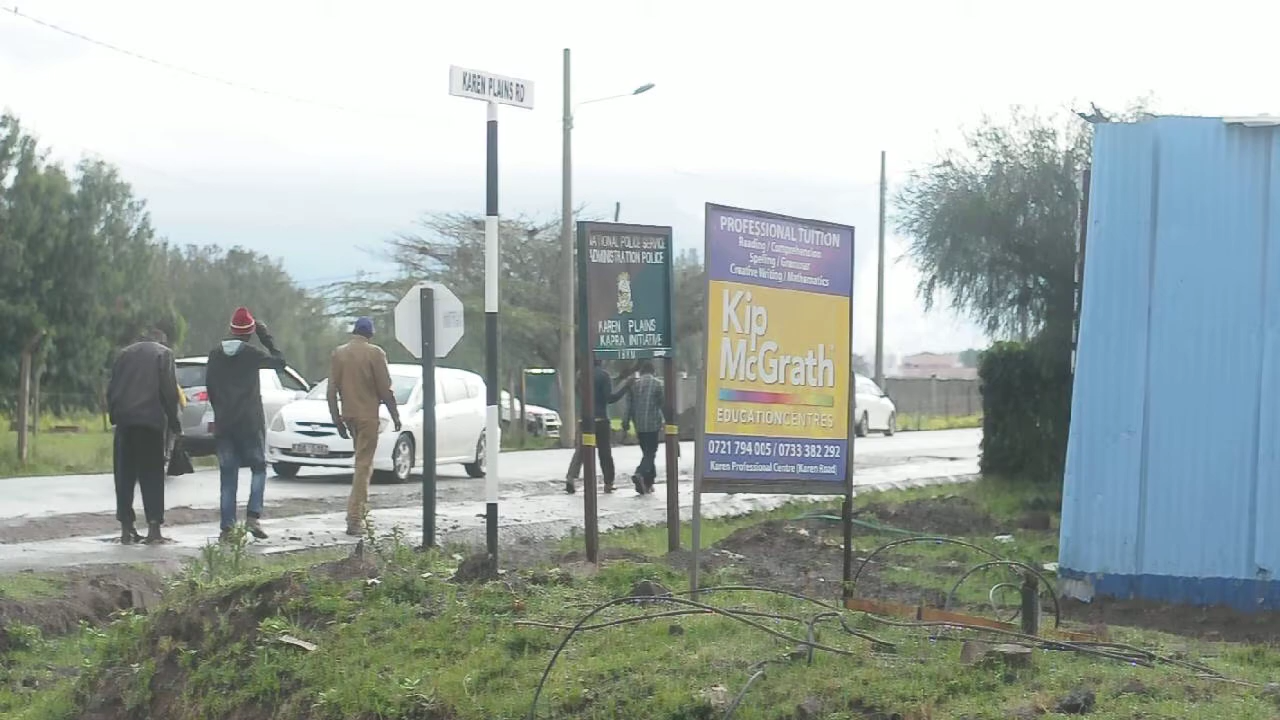 KAREN PLAINS RD
NATIONAL POLICE SERVICE
ADMINISTRATION POLICE
KAREN PLAINS
KAPRA INITIATIVE
PROFESSIONAL TUITION
Reading / Comprehension
Spelling / Grammar
Creative Writing / Mathematics
Kip
McGrath
EDUCATION CENTRES
0721 794 005 / 0733 382 292
Karen Professional Centre (Karen Road)